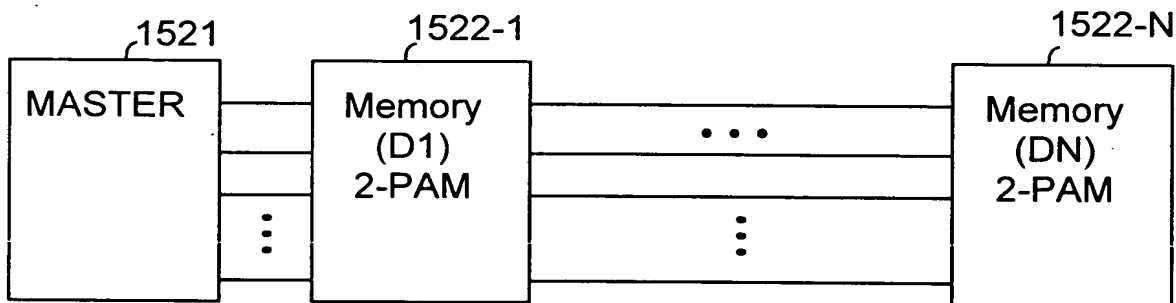 1521
1522-1
1522-N
MASTER
Memory
(D1)
2-PAM
Memory
(DN)
2-PAM